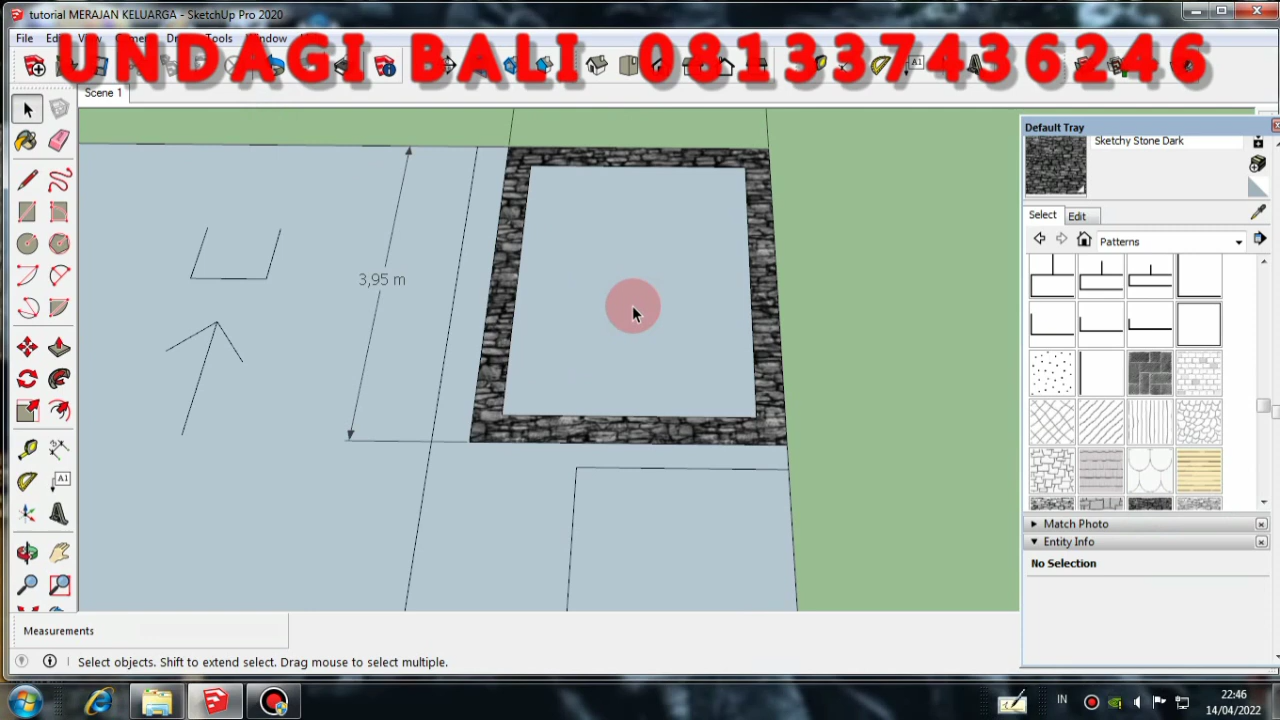 tutorial MERAJAN KELUARGA - SketchUp Pro 2020
File
Tools
Window
UNDAGI BALI 081337436246
Scene 1
Default Tray
Sketchy Stone Dark
Select
Edit
Patterns
3,95 m
Match Photo
Entity Info
No Selection
Measurements
Select objects. Shift to extend select. Drag mouse to select multiple.
IN
22:46
14/04/2022